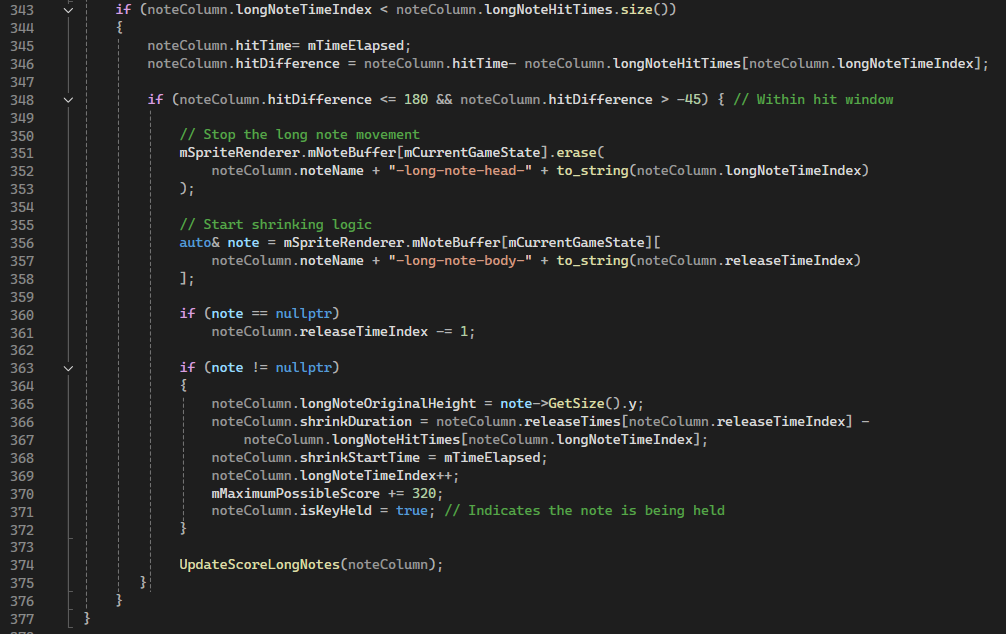 343 if (noteColumn.longNoteTimeIndex < noteColumn.longNoteHitTimes.size())
344 {
345 noteColumn.hitTime= mTimeElapsed;
346 noteColumn.hitDifference = noteColumn.hitTime- noteColumn.longNoteHitTimes[noteColumn.longNoteTimeIndex];
347
348 if (noteColumn.hitDifference <= 180 && noteColumn.hitDifference > -45) { // Within hit window
349
350 // Stop the long note movement
351 mSpriteRenderer.mNoteBuffer[mCurrentGameState].erase(
352 noteColumn.noteName + "-long-note-head-" + to_string(noteColumn.longNoteTimeIndex)
353 );
354
355 // Start shrinking logic
356 auto& note = mSpriteRenderer.mNoteBuffer[mCurrentGameState][
357 noteColumn.noteName + "-long-note-body-" + to_string(noteColumn.releaseTimeIndex)
358 ];
359
360 if (note == nullptr)
361 noteColumn.releaseTimeIndex -= 1;
362
363 if (note != nullptr)
364 {
365 noteColumn.longNoteOriginalHeight = note->GetSize().y;
366 noteColumn.shrinkDuration = noteColumn.releaseTimes[noteColumn.releaseTimeIndex] -
367 noteColumn.longNoteHitTimes[noteColumn.longNoteTimeIndex];
368 noteColumn.shrinkStartTime = mTimeElapsed;
369 noteColumn.longNoteTimeIndex++;
370 mMaximumPossibleScore += 320;
371 noteColumn.isKeyHeld = true; // Indicates the note is being held
372 }
373
374 UpdateScoreLongNotes(noteColumn);
375 }
376 }
377 }